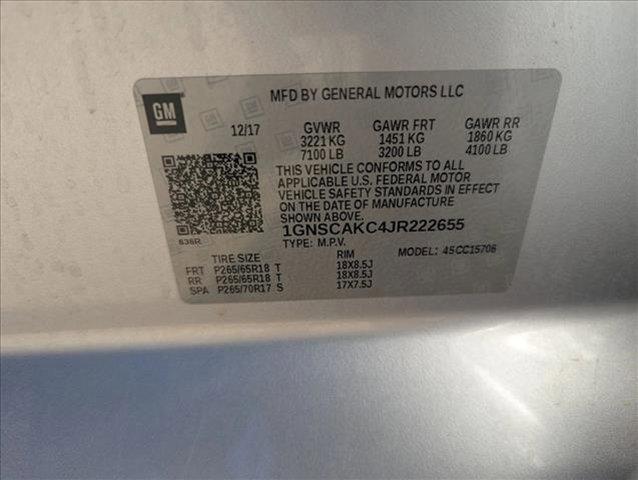 MFD BY GENERAL MOTORS LLC
GM
12/17 GVWR GAWR FRT GAWR RR
3221 KG 1451 KG 1860 KG
7100 LB 3200 LB 4100 LB
THIS VEHICLE CONFORMS TO ALL
APPLICABLE U.S. FEDERAL MOTOR
VEHICLE SAFETY STANDARDS IN EFFECT
ON THE DATE OF MANUFACTURE
SHOWN ABOVE.
1GNSCAKC4JR222655
636R
TYPE: M.P.V. MODEL: 4SCC15706
TIRE SIZE RIM
FRT P265/65R18 T 18X8.5J
RR P265/65R18 T 18X8.5J
SPA P265/70R17 S 17X7.5J